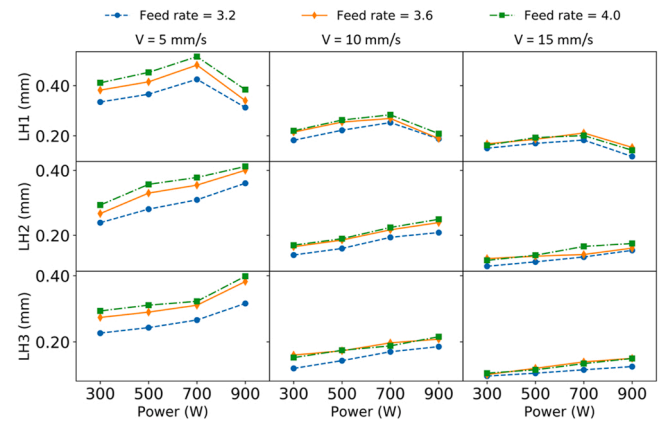 Feed rate = 3.2 Feed rate = 3.6 Feed rate = 4.0
V = 5 mm/s V = 10 mm/s V = 15 mm/s
LH1 (mm)
0.40
0.20
LH2 (mm)
0.40
0.20
LH3 (mm)
0.40
0.20
300 500 700 900 300 500 700 900 300 500 700 900
Power (W) Power (W) Power (W)